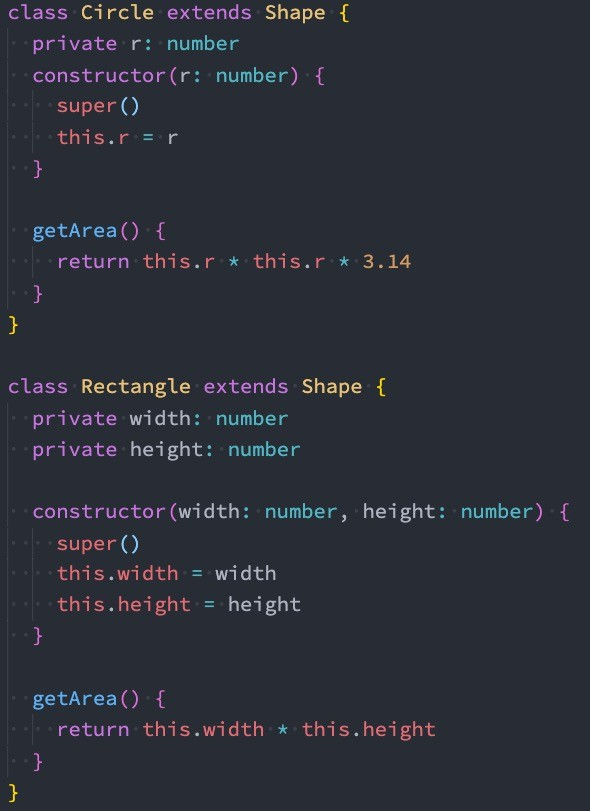 class Circle extends Shape {
  private r: number
  constructor(r: number) {
    super()
    this.r = r
  }

  getArea() {
    return this.r * this.r * 3.14
  }
}

class Rectangle extends Shape {
  private width: number
  private height: number

  constructor(width: number, height: number) {
    super()
    this.width = width
    this.height = height
  }

  getArea() {
    return this.width * this.height
  }
}